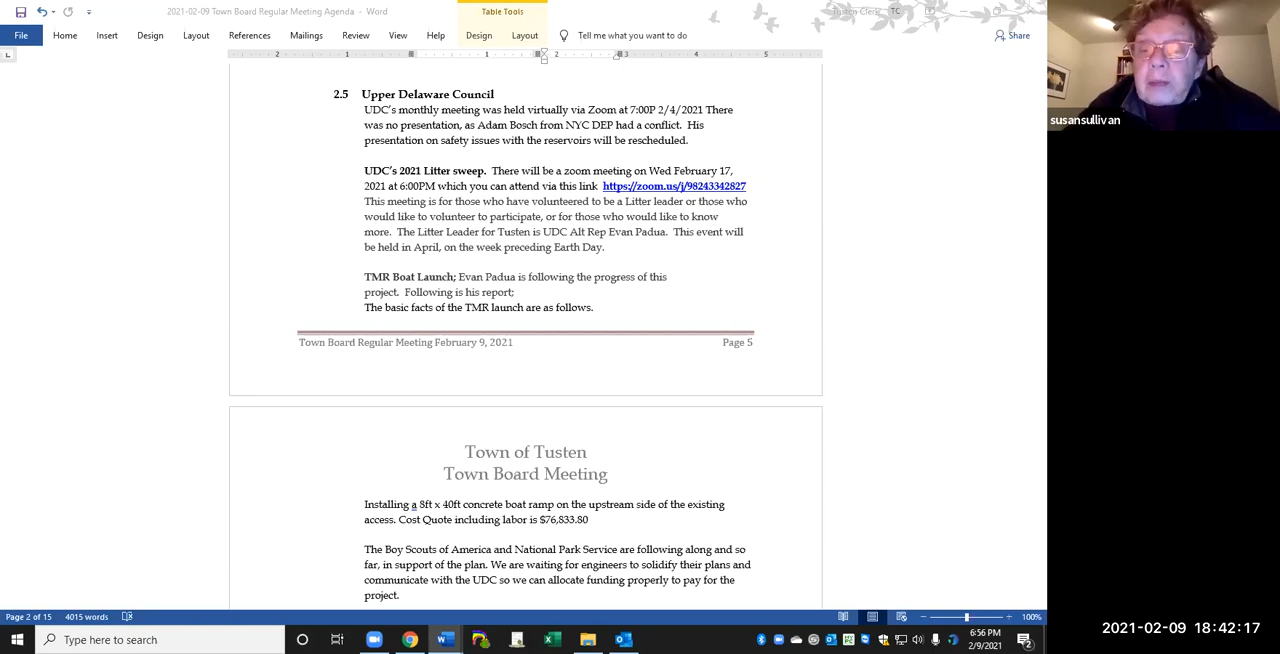 2021-02-09 Town Board Regular Meeting Agenda - Word
Table Tools
Tusten Clerk TC
File Home Insert Design Layout References Mailings Review View Help Design Layout Tell me what you want to do Share
2 1 1 2 3 4 5
2.5 Upper Delaware Council
UDC's monthly meeting was held virtually via Zoom at 7:00P 2/4/2021 There
was no presentation, as Adam Bosch from NYC DEP had a conflict. His
presentation on safety issues with the reservoirs will be rescheduled.
UDC's 2021 Litter sweep. There will be a zoom meeting on Wed February 17,
2021 at 6:00PM which you can attend via this link https://zoom.us/j/98243342827
This meeting is for those who have volunteered to be a Litter leader or those who
would like to volunteer to participate, or for those who would like to know
more. The Litter Leader for Tusten is UDC Alt Rep Evan Padua. This event will
be held in April, on the week preceding Earth Day.
TMR Boat Launch; Evan Padua is following the progress of this
project. Following is his report;
The basic facts of the TMR launch are as follows.
Town Board Regular Meeting February 9, 2021 Page 5
Town of Tusten
Town Board Meeting
Installing a 8ft x 40ft concrete boat ramp on the upstream side of the existing
access. Cost Quote including labor is $76,833.80
The Boy Scouts of America and National Park Service are following along and so
far, in support of the plan. We are waiting for engineers to solidify their plans and
communicate with the UDC so we can allocate funding properly to pay for the
project.
Page 2 of 15 4015 words 100%
Type here to search
6:56 PM
2/9/2021
2
susansullivan
2021-02-09 18:42:17